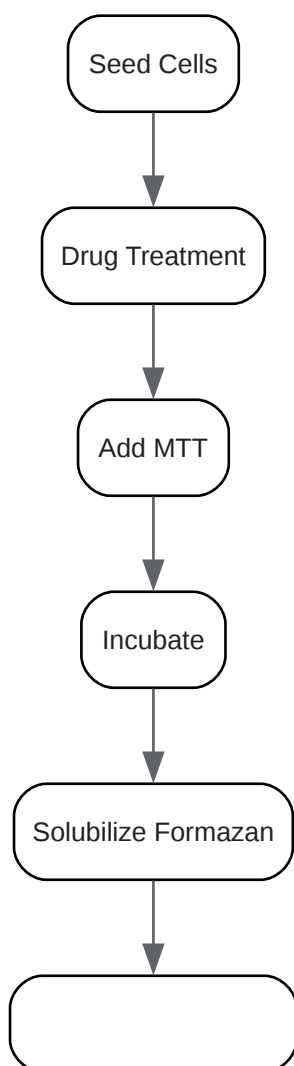 Seed Cells
Drug Treatment
Add MTT
Incubate
Solubilize Formazan